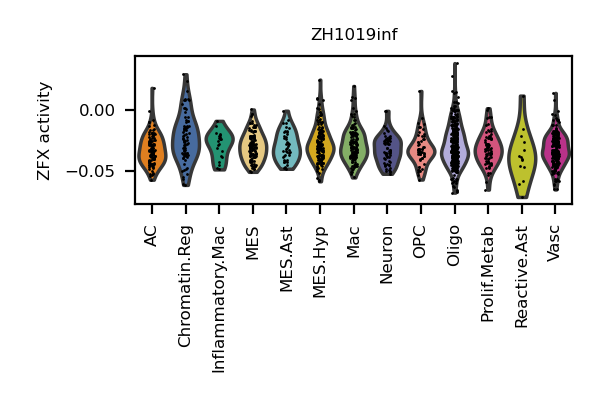 ZH1019inf
ZFX activity
0.00
−0.05
AC
Chromatin.Reg
Inflammatory.Mac
MES
MES.Ast
MES.Hyp
Mac
Neuron
OPC
Oligo
Prolif.Metab
Reactive.Ast
Vasc